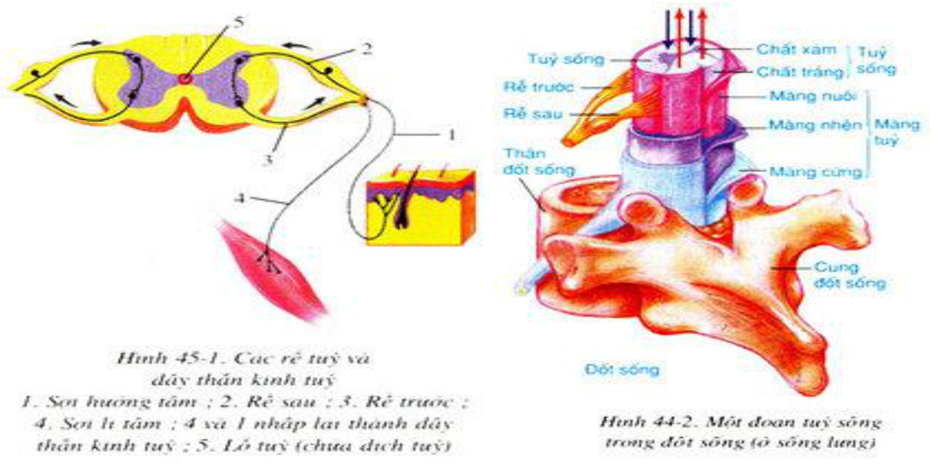 5
2
1
3
4
Hình 45-1. Các rễ tuỷ và
dây thần kinh tuỷ
1. Sợi hướng tâm ; 2. Rễ sau ; 3. Rễ trước ;
4. Sợi li tâm ; 4 và 1 nhập lại thành dây
thần kinh tuỷ ; 5. Lỗ tuỷ (chứa dịch tuỷ)
Tuỷ sống
Rễ trước
Rễ sau
Thân
đốt sống
Chất xám
Chất trắng
Tuỷ
sống
Màng nuôi
Màng nhện
Màng cứng
Màng
tuỷ
Cung
đốt sống
Đốt sống
Hình 44-2. Một đoạn tuỷ sống
trong đốt sống (ở sống lưng)